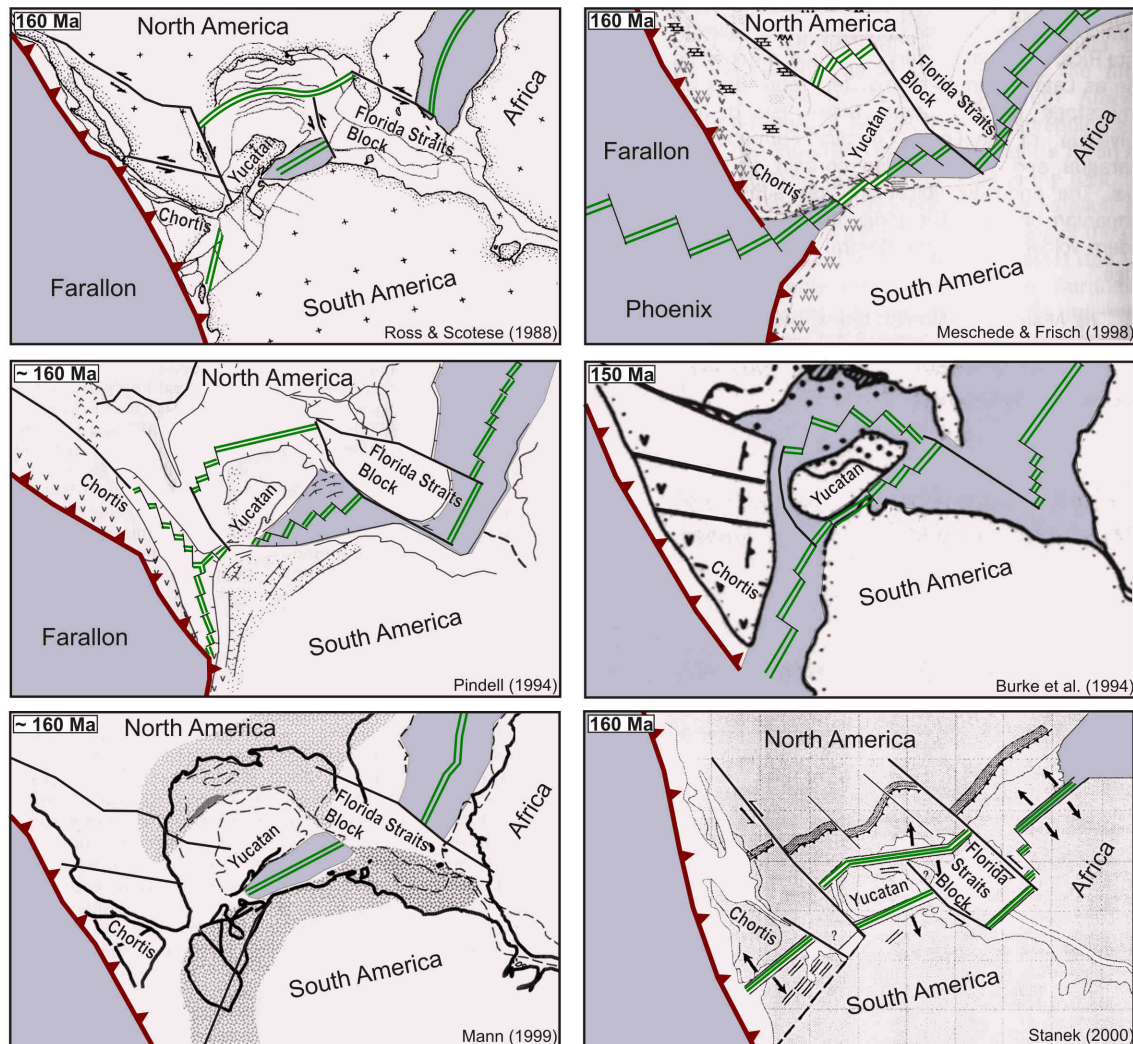 160 Ma
North America
Africa
Florida Straits
Block
Yucatan
Chortis
Farallon
South America
Ross & Scotese (1988)
160 Ma
North America
Florida Straits
Block
Africa
Yucatan
Farallon
Chortis
South America
Phoenix
Meschede & Frisch (1998)
~ 160 Ma
North America
Africa
Chortis
Florida Straits
Block
Yucatan
Farallon
South America
Pindell (1994)
150 Ma
Yucatan
Chortis
South America
Burke et al. (1994)
~ 160 Ma
North America
Florida Straits
Block
Africa
Yucatan
Chortis
South America
Mann (1999)
160 Ma
North America
Florida
Straits
Block
Africa
?
Yucatan
Chortis
?
South America
Stanek (2000)